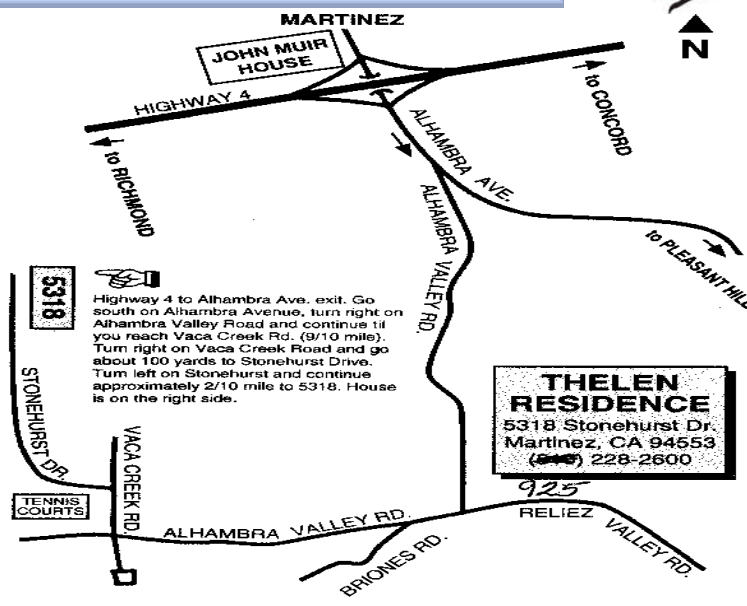 MARTINEZ
N
JOHN MUIR
HOUSE
HIGHWAY 4
to CONCORD
to RICHMOND
ALHAMBRA AVE.
ALHAMBRA VALLEY RD.
to PLEASANT HILL
5318
Highway 4 to Alhambra Ave. exit. Go
south on Alhambra Avenue, turn right on
Alhambra Valley Road and continue til
you reach Vaca Creek Rd. (9/10 mile).
Turn right on Vaca Creek Road and go
about 100 yards to Stonehurst Drive.
Turn left on Stonehurst and continue
approximately 2/10 mile to 5318. House
is on the right side.
THELEN
RESIDENCE
5318 Stonehurst Dr.
Martinez, CA 94553
( ) 228-2600
925
STONEHURST DR.
VACA CREEK RD.
TENNIS
COURTS
ALHAMBRA VALLEY RD.
BRIONES RD.
RELIEZ VALLEY RD.